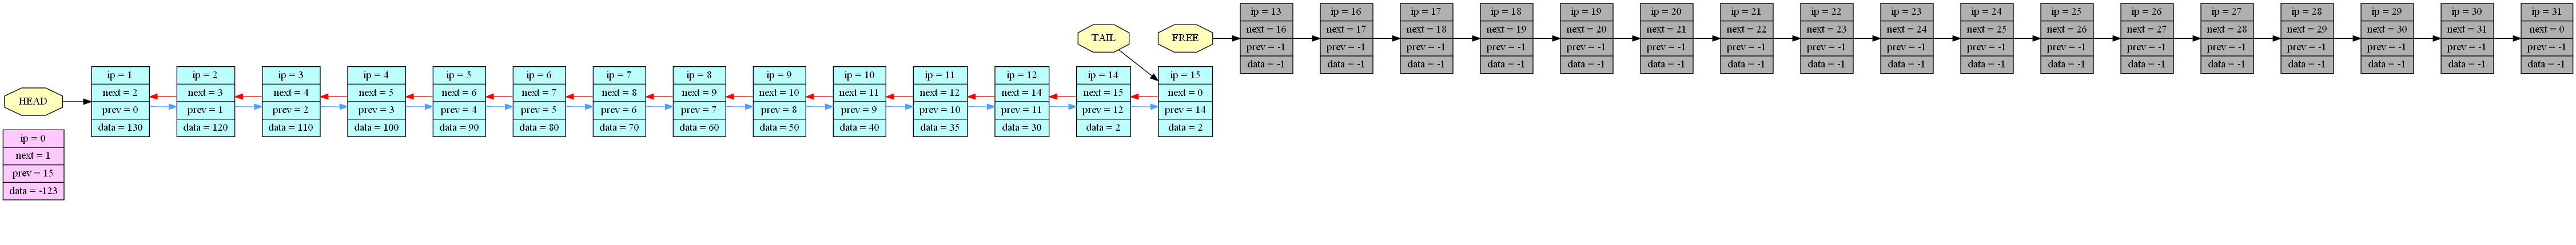 HEAD
TAIL
FREE
ip = 0
next = 1
prev = 15
data = -123
ip = 1
next = 2
prev = 0
data = 130
ip = 2
next = 3
prev = 1
data = 120
ip = 3
next = 4
prev = 2
data = 110
ip = 4
next = 5
prev = 3
data = 100
ip = 5
next = 6
prev = 4
data = 90
ip = 6
next = 7
prev = 5
data = 80
ip = 7
next = 8
prev = 6
data = 70
ip = 8
next = 9
prev = 7
data = 60
ip = 9
next = 10
prev = 8
data = 50
ip = 10
next = 11
prev = 9
data = 40
ip = 11
next = 12
prev = 10
data = 35
ip = 12
next = 14
prev = 11
data = 30
ip = 14
next = 15
prev = 12
data = 2
ip = 15
next = 0
prev = 14
data = 2
ip = 13
next = 16
prev = -1
data = -1
ip = 16
next = 17
prev = -1
data = -1
ip = 17
next = 18
prev = -1
data = -1
ip = 18
next = 19
prev = -1
data = -1
ip = 19
next = 20
prev = -1
data = -1
ip = 20
next = 21
prev = -1
data = -1
ip = 21
next = 22
prev = -1
data = -1
ip = 22
next = 23
prev = -1
data = -1
ip = 23
next = 24
prev = -1
data = -1
ip = 24
next = 25
prev = -1
data = -1
ip = 25
next = 26
prev = -1
data = -1
ip = 26
next = 27
prev = -1
data = -1
ip = 27
next = 28
prev = -1
data = -1
ip = 28
next = 29
prev = -1
data = -1
ip = 29
next = 30
prev = -1
data = -1
ip = 30
next = 31
prev = -1
data = -1
ip = 31
next = 0
prev = -1
data = -1